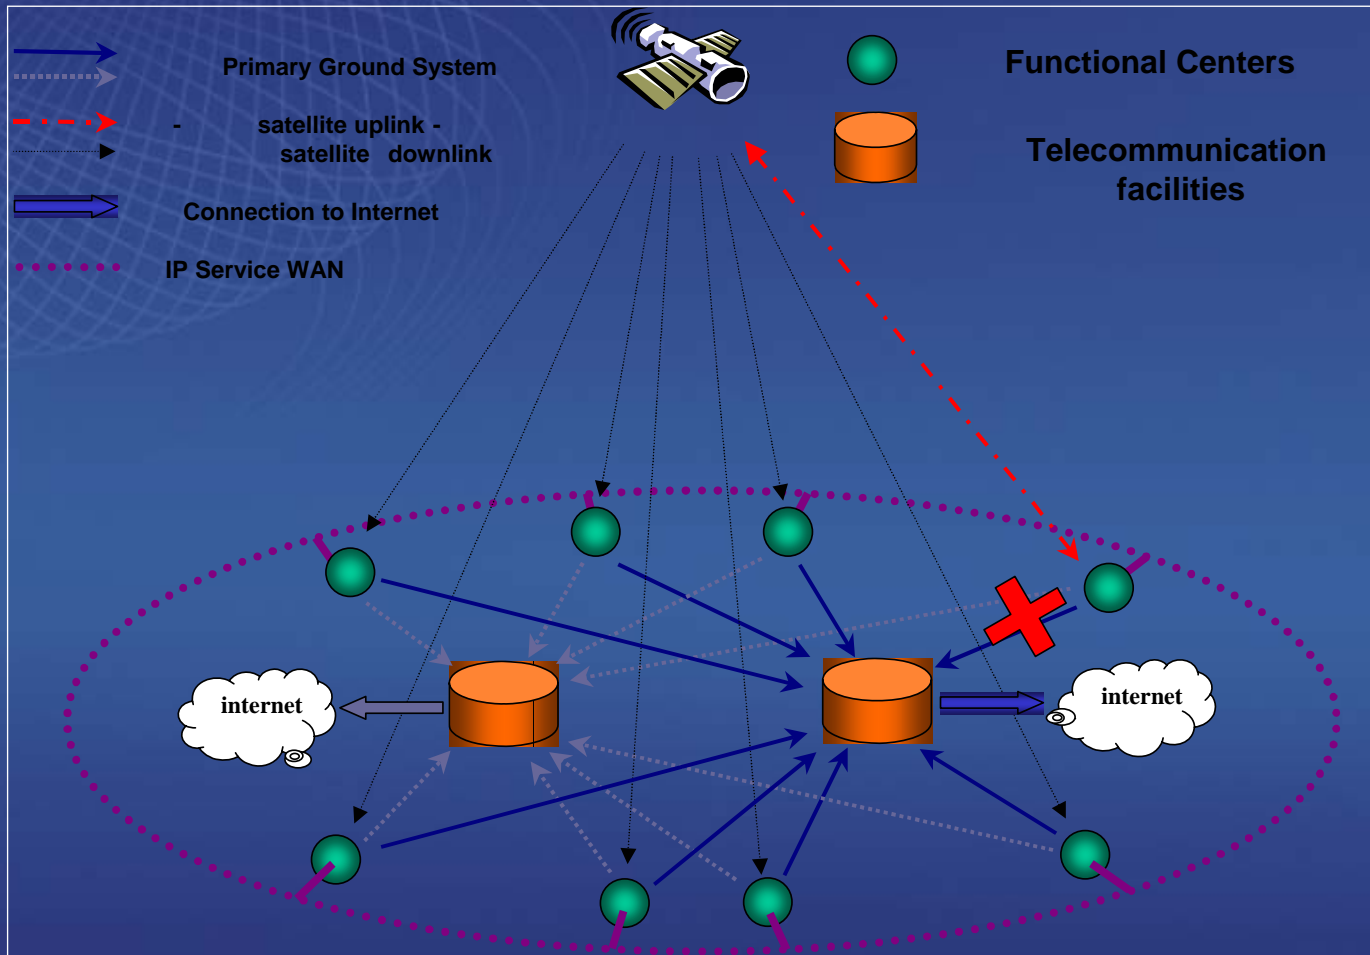 Primary Ground System
- satellite uplink -
satellite downlink
Connection to Internet
IP Service WAN
Functional Centers
Telecommunication
facilities
internet
internet